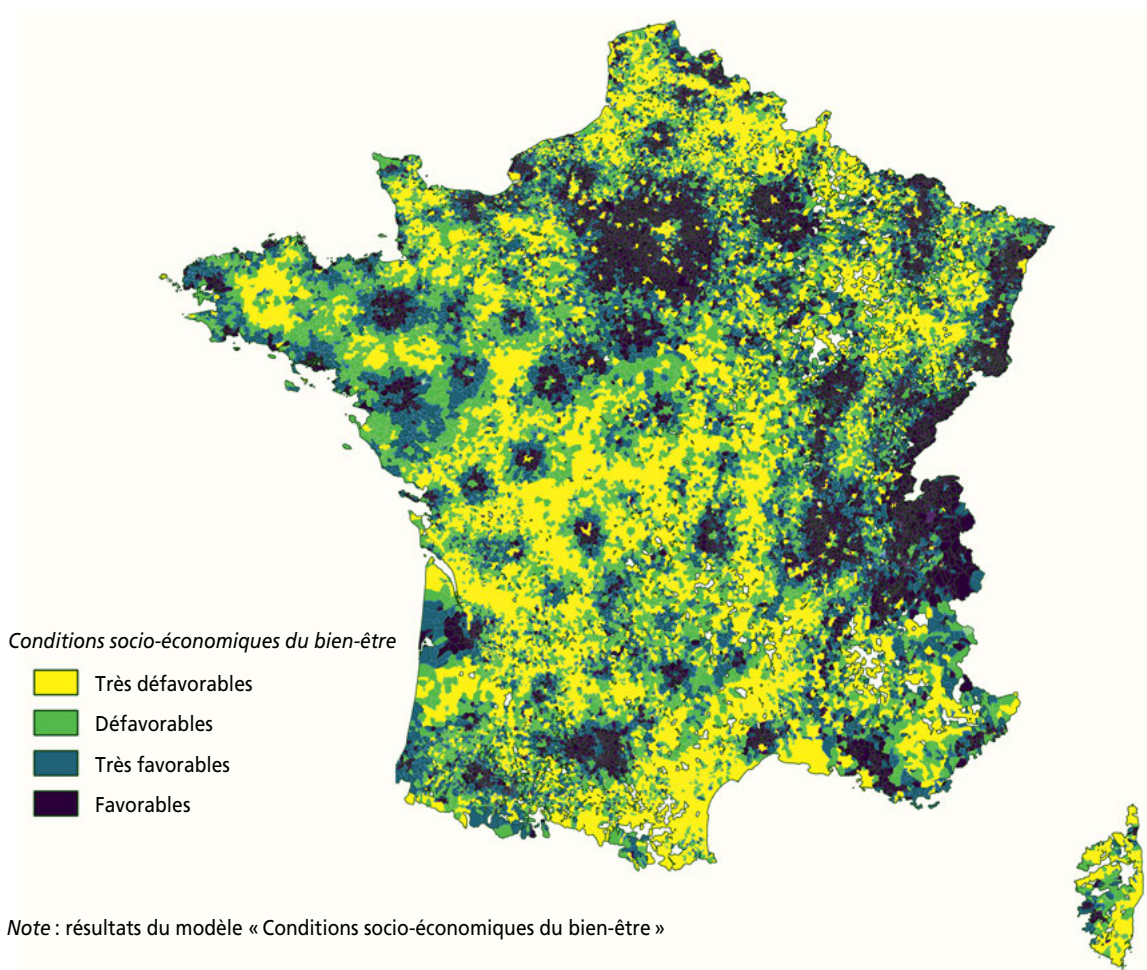 Conditions socio-économiques du bien-être
Très défavorables
Défavorables
Très favorables
Favorables
Note : résultats du modèle « Conditions socio-économiques du bien-être »